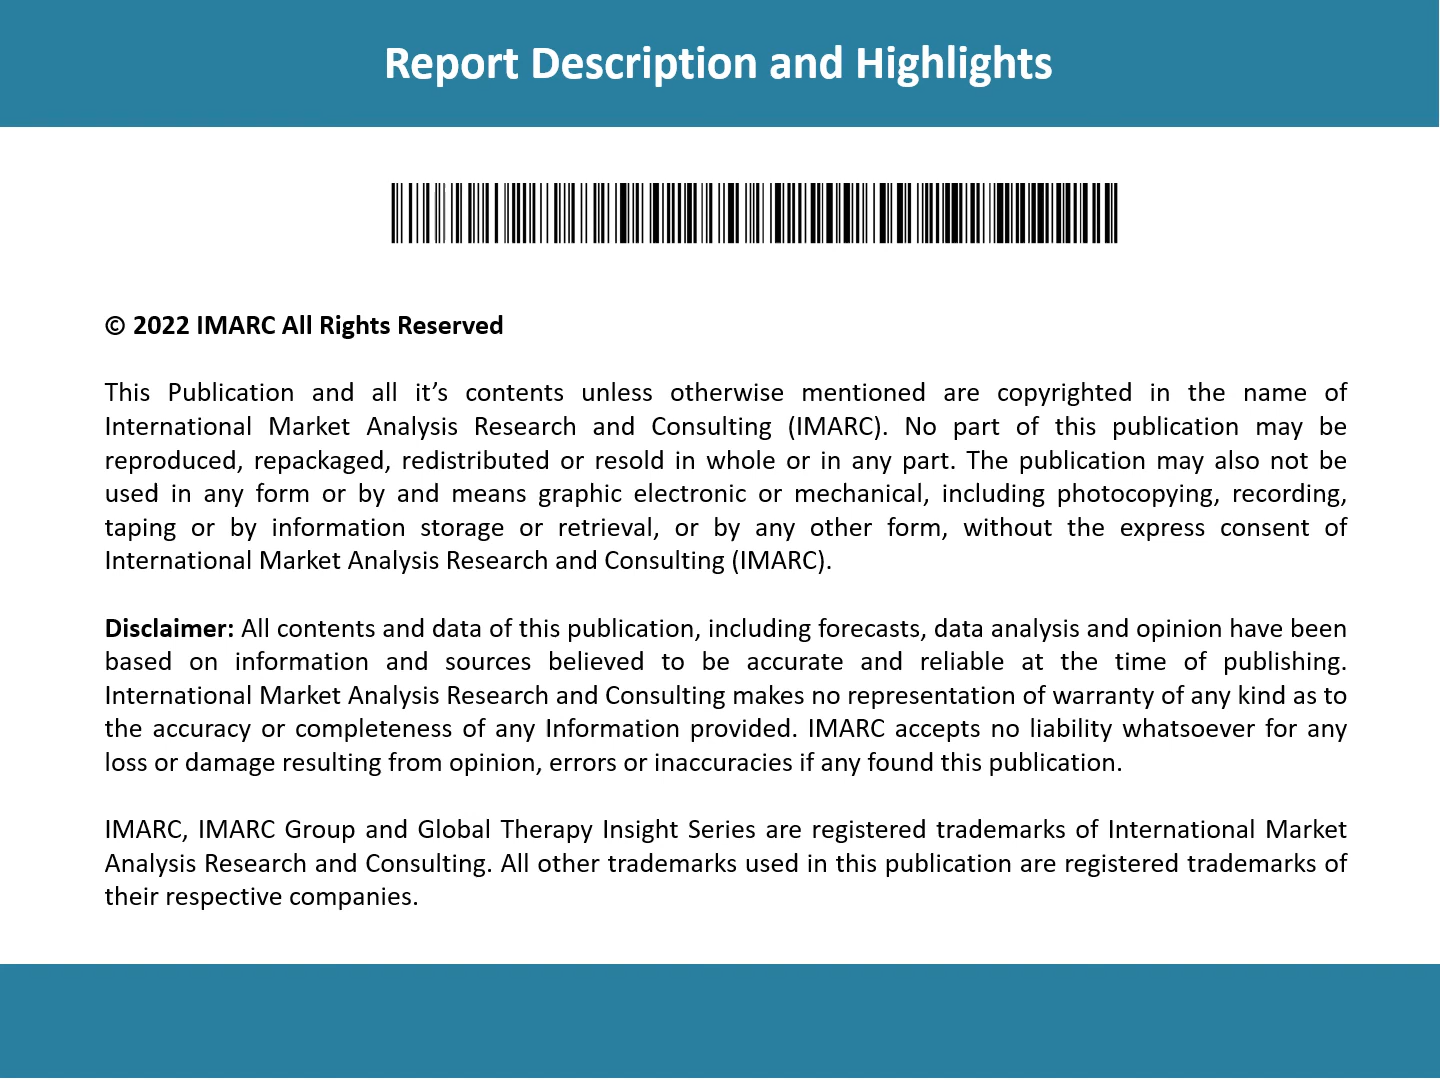 Report Description and Highlights
© 2022 IMARC All Rights Reserved
This Publication and all it’s contents unless otherwise mentioned are copyrighted in the name of
International Market Analysis Research and Consulting (IMARC). No part of this publication may be
reproduced, repackaged, redistributed or resold in whole or in any part. The publication may also not be
used in any form or by and means graphic electronic or mechanical, including photocopying, recording,
taping or by information storage or retrieval, or by any other form, without the express consent of
International Market Analysis Research and Consulting (IMARC).
Disclaimer: All contents and data of this publication, including forecasts, data analysis and opinion have been
based on information and sources believed to be accurate and reliable at the time of publishing.
International Market Analysis Research and Consulting makes no representation of warranty of any kind as to
the accuracy or completeness of any Information provided. IMARC accepts no liability whatsoever for any
loss or damage resulting from opinion, errors or inaccuracies if any found this publication.
IMARC, IMARC Group and Global Therapy Insight Series are registered trademarks of International Market
Analysis Research and Consulting. All other trademarks used in this publication are registered trademarks of
their respective companies.